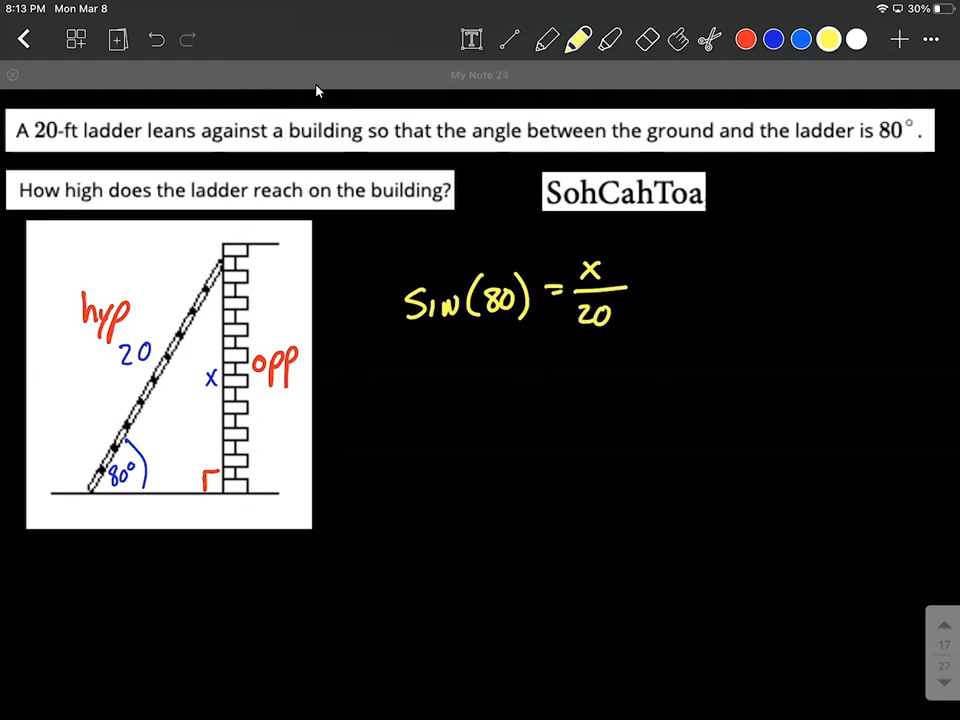 8:13 PM Mon Mar 8
30%
My Note 24
A 20-ft ladder leans against a building so that the angle between the ground and the ladder is 80°.
How high does the ladder reach on the building?
SohCahToa
sin(80) = x/20
hyp
20
opp
x
80°
17
27